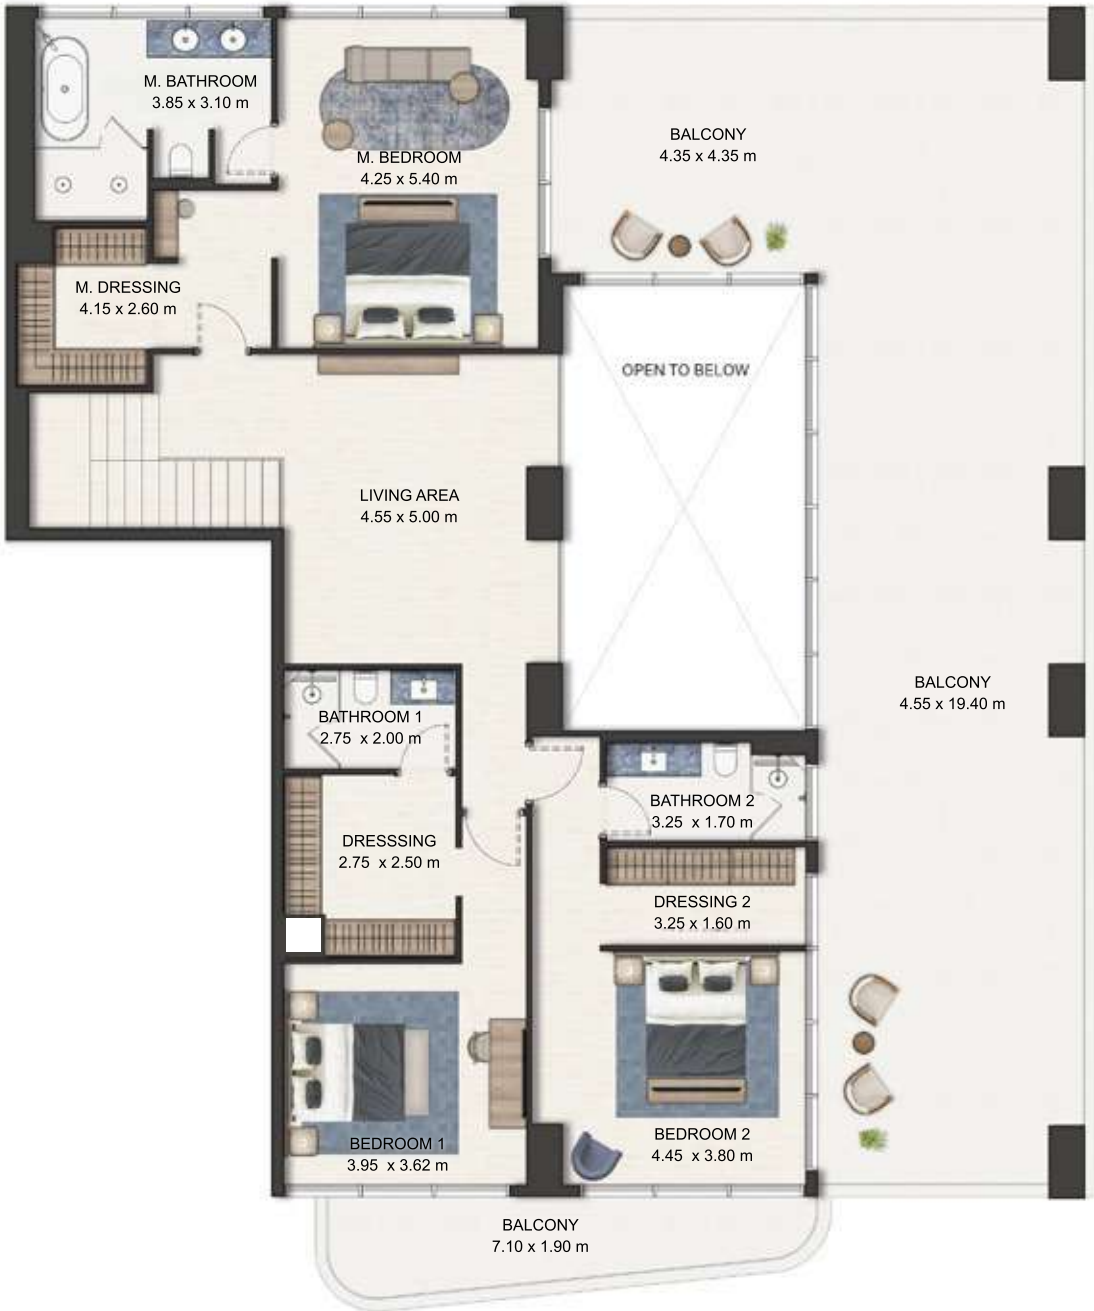 M. BATHROOM
3.85 x 3.10 m
M. BEDROOM
4.25 x 5.40 m
BALCONY
4.35 x 4.35 m
M. DRESSING
4.15 x 2.60 m
OPEN TO BELOW
LIVING AREA
4.55 x 5.00 m
BALCONY
4.55 x 19.40 m
BATHROOM 1
2.75 x 2.00 m
BATHROOM 2
3.25 x 1.70 m
DRESSSING
2.75 x 2.50 m
DRESSING 2
3.25 x 1.60 m
BEDROOM 1
3.95 x 3.62 m
BEDROOM 2
4.45 x 3.80 m
BALCONY
7.10 x 1.90 m